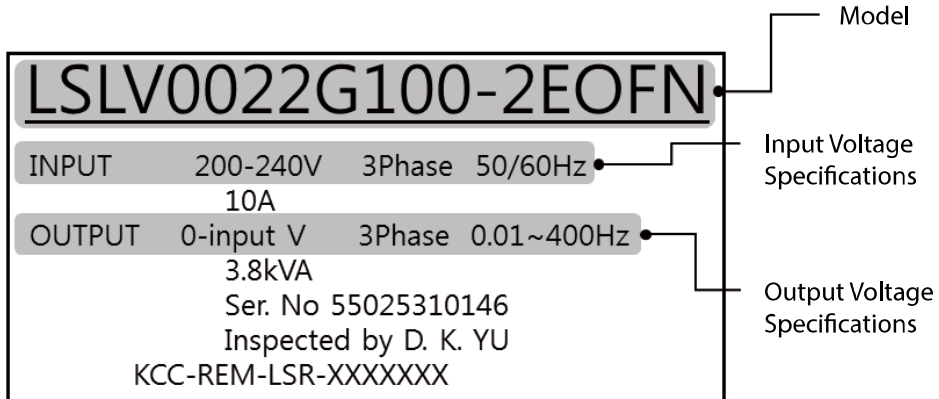 Model
LSLV0022G100-2EOFN
INPUT 200-240V 3Phase 50/60Hz
10A
Input Voltage
Specifications
OUTPUT 0-input V 3Phase 0.01~400Hz
3.8kVA
Ser. No 55025310146
Inspected by D. K. YU
KCC-REM-LSR-XXXXXXX
Output Voltage
Specifications